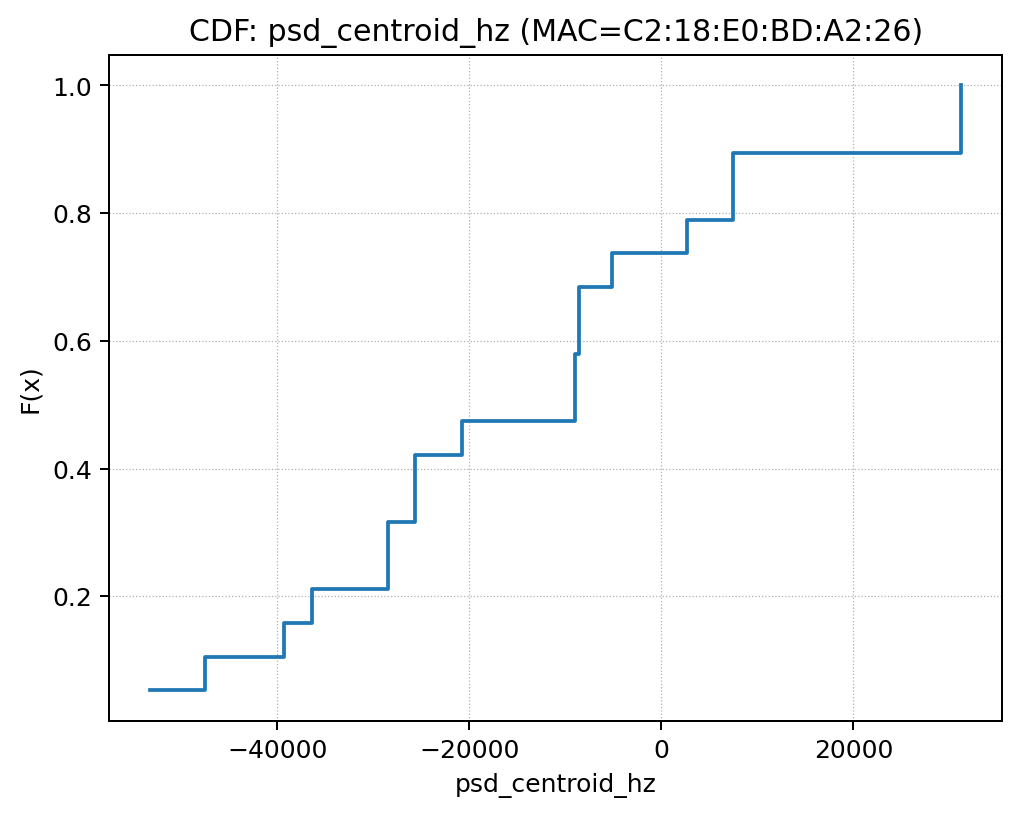 CDF: psd_centroid_hz (MAC=C2:18:E0:BD:A2:26)
1.0
0.8
0.6
0.4
0.2
F(x)
−40000 −20000 0 20000
psd_centroid_hz